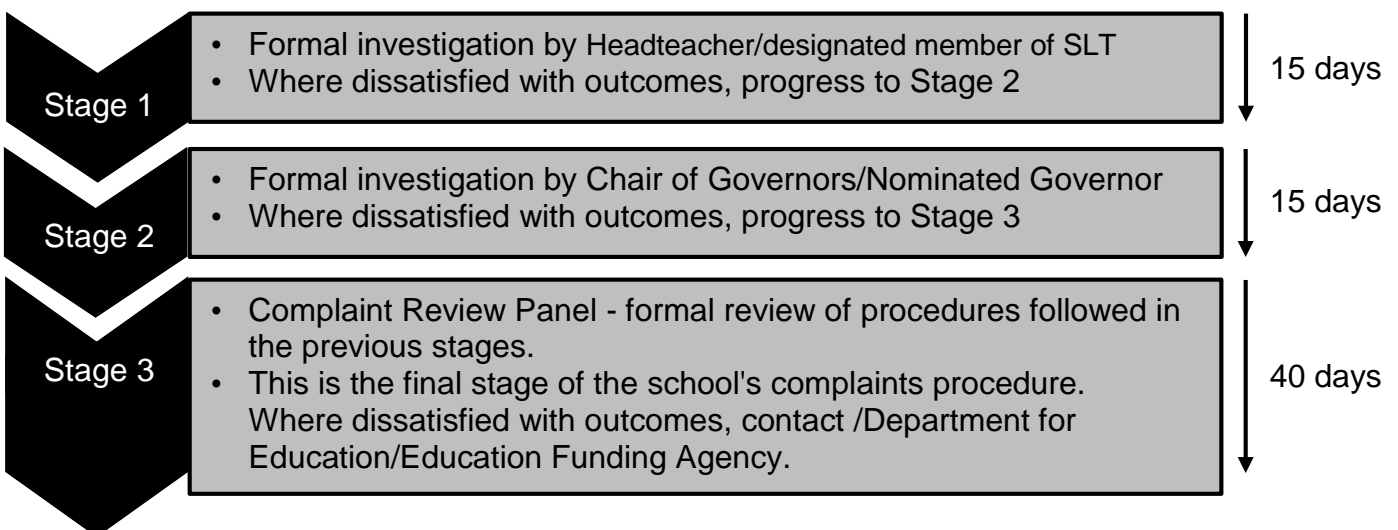 Stage 1
• Formal investigation by Headteacher/designated member of SLT
• Where dissatisfied with outcomes, progress to Stage 2
15 days
Stage 2
• Formal investigation by Chair of Governors/Nominated Governor
• Where dissatisfied with outcomes, progress to Stage 3
15 days
Stage 3
• Complaint Review Panel - formal review of procedures followed in
the previous stages.
• This is the final stage of the school's complaints procedure.
Where dissatisfied with outcomes, contact /Department for
Education/Education Funding Agency.
40 days